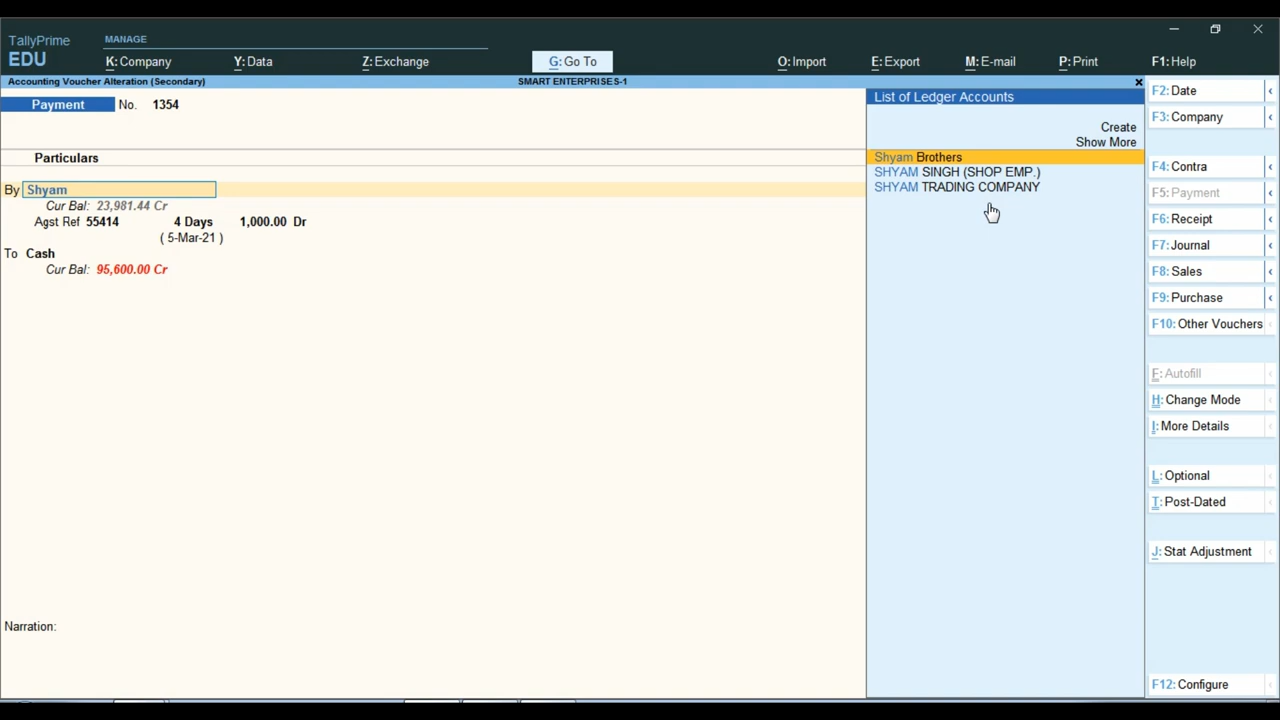 TallyPrime
EDU
MANAGE
K: Company
Y: Data
Z: Exchange
G: Go To
O: Import
E: Export
M: E-mail
P: Print
F1: Help
Accounting Voucher Alteration (Secondary)
SMART ENTERPRISES-1
Payment No. 1354
Particulars
By Shyam
Cur Bal: 23,981.44 Cr
Agst Ref 55414 4 Days 1,000.00 Dr
( 5-Mar-21 )
To Cash
Cur Bal: 95,600.00 Cr
Narration:
List of Ledger Accounts
Create
Show More
Shyam Brothers
SHYAM SINGH (SHOP EMP.)
SHYAM TRADING COMPANY
F2: Date
F3: Company
F4: Contra
F5: Payment
F6: Receipt
F7: Journal
F8: Sales
F9: Purchase
F10: Other Vouchers
F: Autofill
H: Change Mode
I: More Details
L: Optional
T: Post-Dated
J: Stat Adjustment
F12: Configure